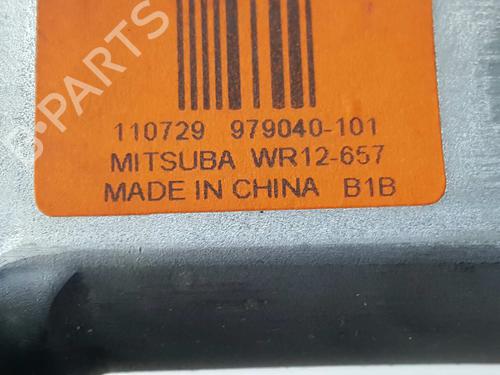 B-PARTS
110729 979040-101
MITSUBA WR12-657
MADE IN CHINA B1B